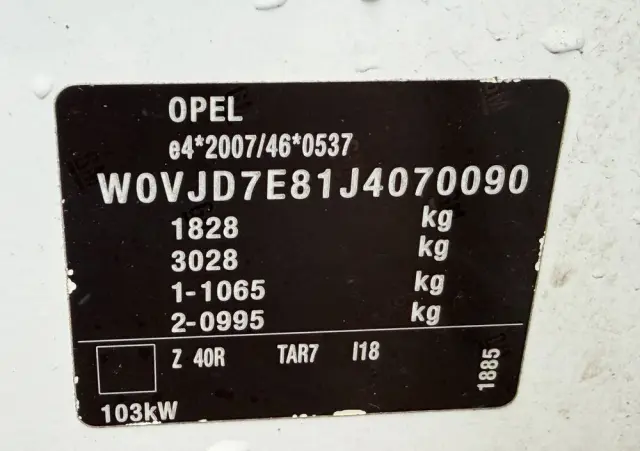 OPEL
e4*2007/46*0537
W0VJD7E81J4070090
1828 kg
3028 kg
1-1065 kg
2-0995 kg
Z 40R TAR7 I18
1885
103kW